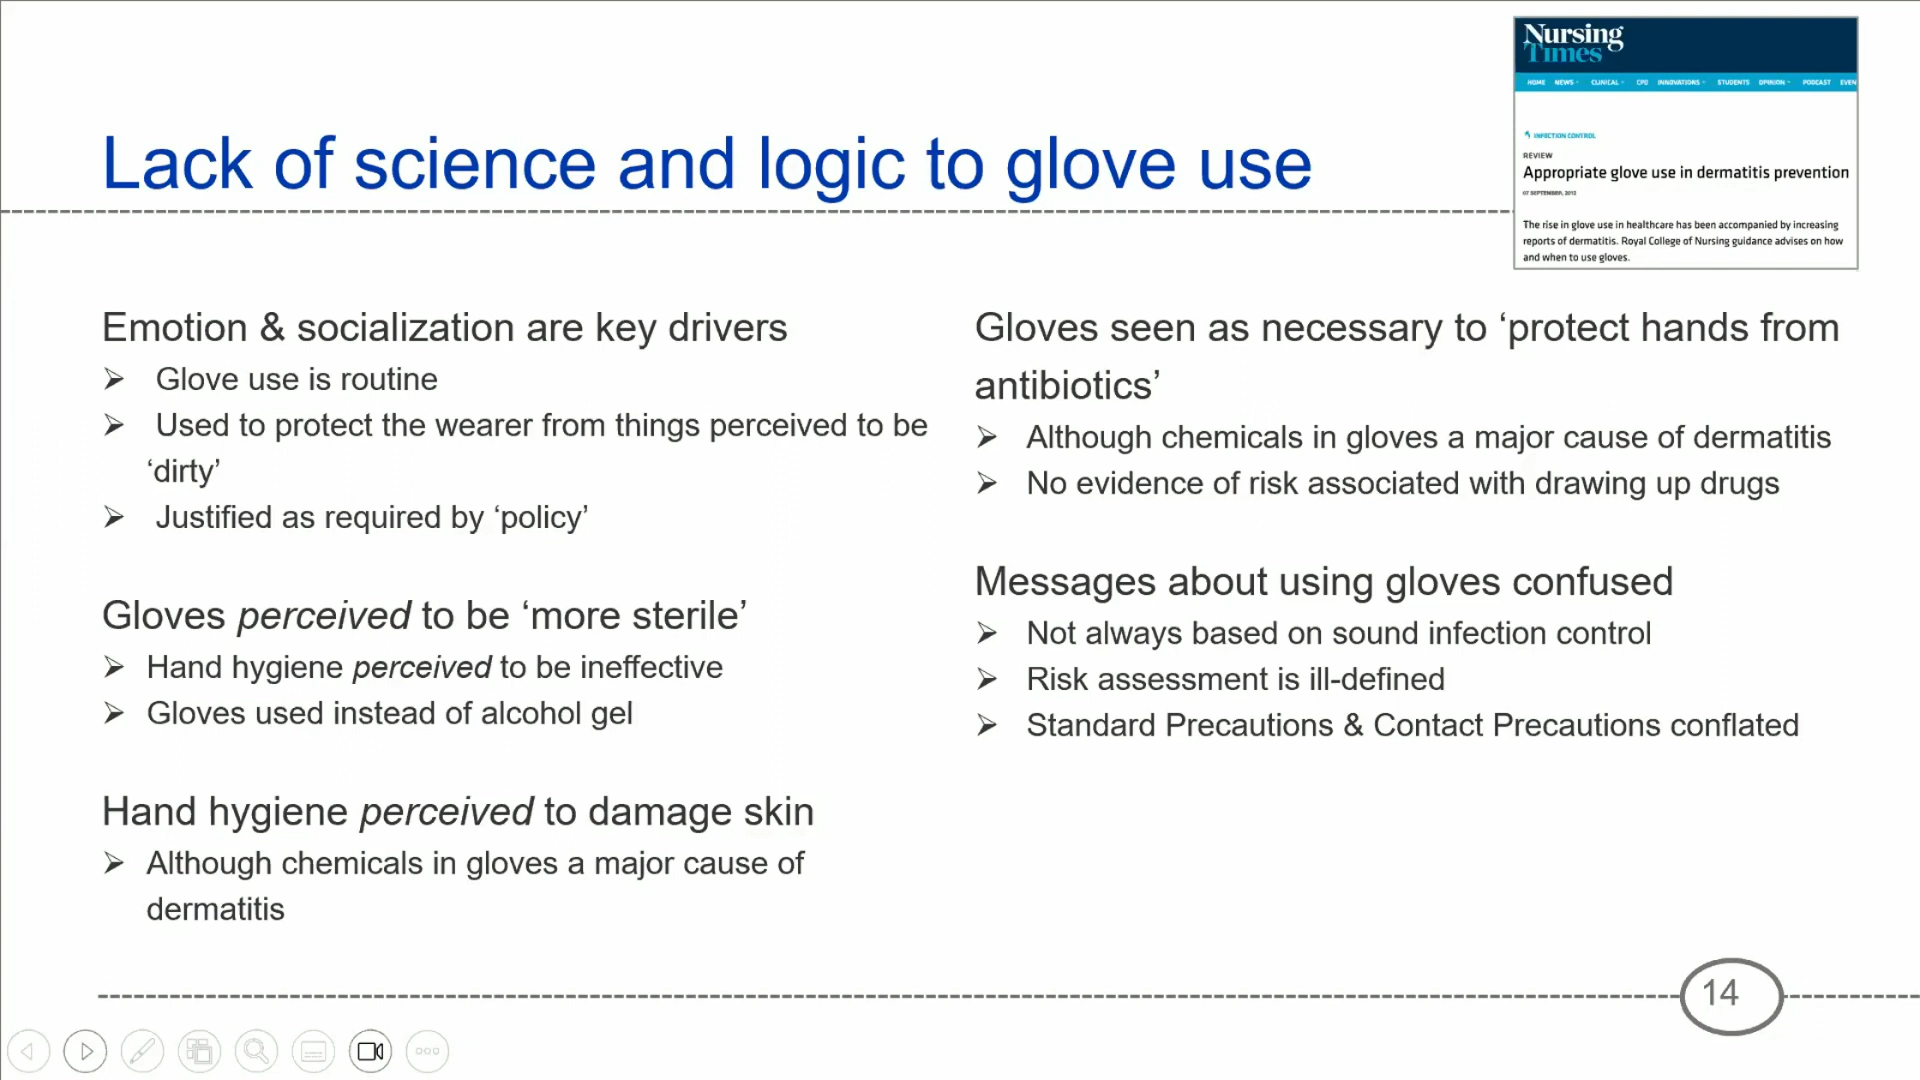 Nursing
Times
HOME NEWS CLINICAL CPD INNOVATIONS STUDENTS OPINION PODCAST EVEN
INFECTION CONTROL
REVIEW
Appropriate glove use in dermatitis prevention
07 SEPTEMBER, 2012
The rise in glove use in healthcare has been accompanied by increasing
reports of dermatitis. Royal College of Nursing guidance advises on how
and when to use gloves.
Lack of science and logic to glove use
Emotion & socialization are key drivers
➢ Glove use is routine
➢ Used to protect the wearer from things perceived to be
‘dirty’
➢ Justified as required by ‘policy’
Gloves perceived to be ‘more sterile’
➢ Hand hygiene perceived to be ineffective
➢ Gloves used instead of alcohol gel
Hand hygiene perceived to damage skin
➢ Although chemicals in gloves a major cause of
dermatitis
Gloves seen as necessary to ‘protect hands from
antibiotics’
➢ Although chemicals in gloves a major cause of dermatitis
➢ No evidence of risk associated with drawing up drugs
Messages about using gloves confused
➢ Not always based on sound infection control
➢ Risk assessment is ill-defined
➢ Standard Precautions & Contact Precautions conflated
14